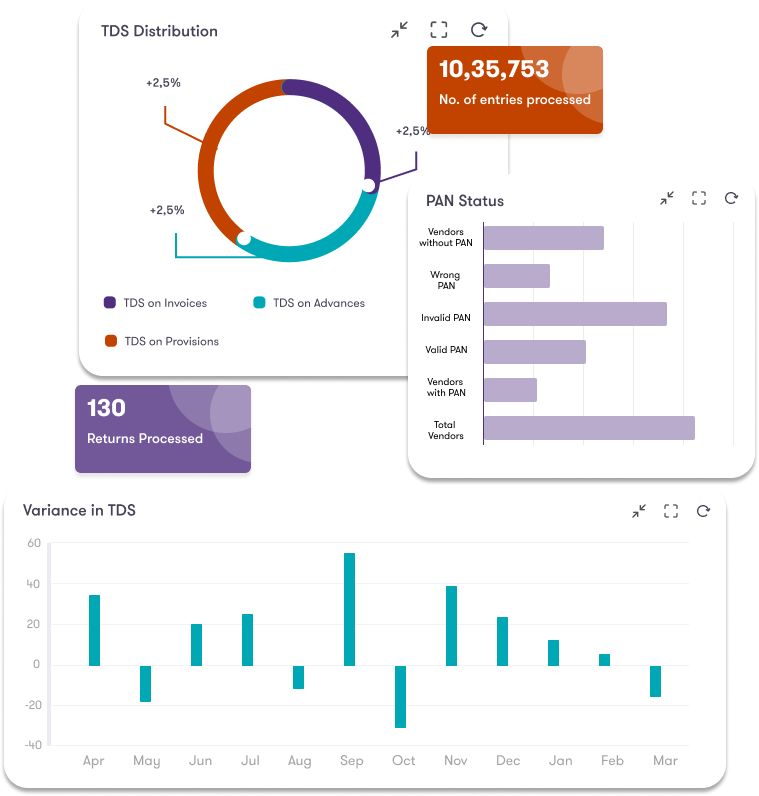 TDS Distribution
10,35,753
No. of entries processed
+2,5%
+2,5%
+2,5%
TDS on Invoices
TDS on Advances
TDS on Provisions
PAN Status
Vendors
without PAN
Wrong
PAN
Invalid PAN
Valid PAN
Vendors
with PAN
Total
Vendors
130
Returns Processed
Variance in TDS
60
40
20
0
-20
-40
Apr May Jun Jul Aug Sep Oct Nov Dec Jan Feb Mar